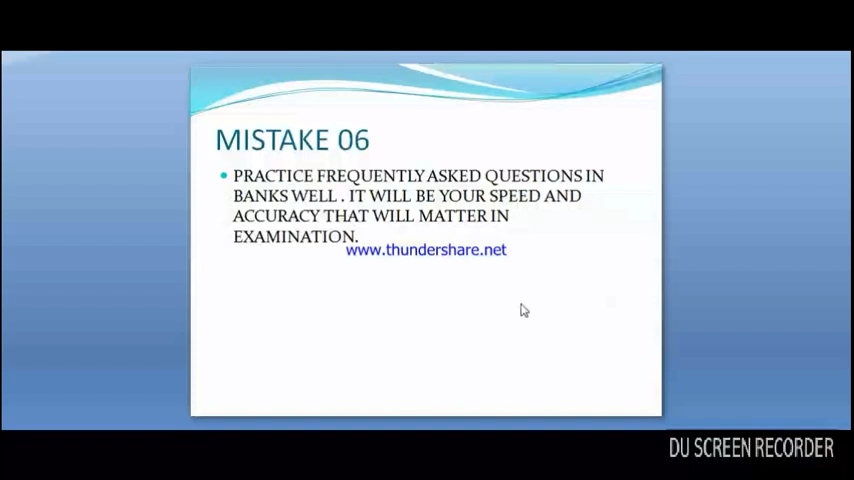 MISTAKE 06
PRACTICE FREQUENTLY ASKED QUESTIONS IN
BANKS WELL . IT WILL BE YOUR SPEED AND
ACCURACY THAT WILL MATTER IN
EXAMINATION.
www.thundershare.net
DU SCREEN RECORDER